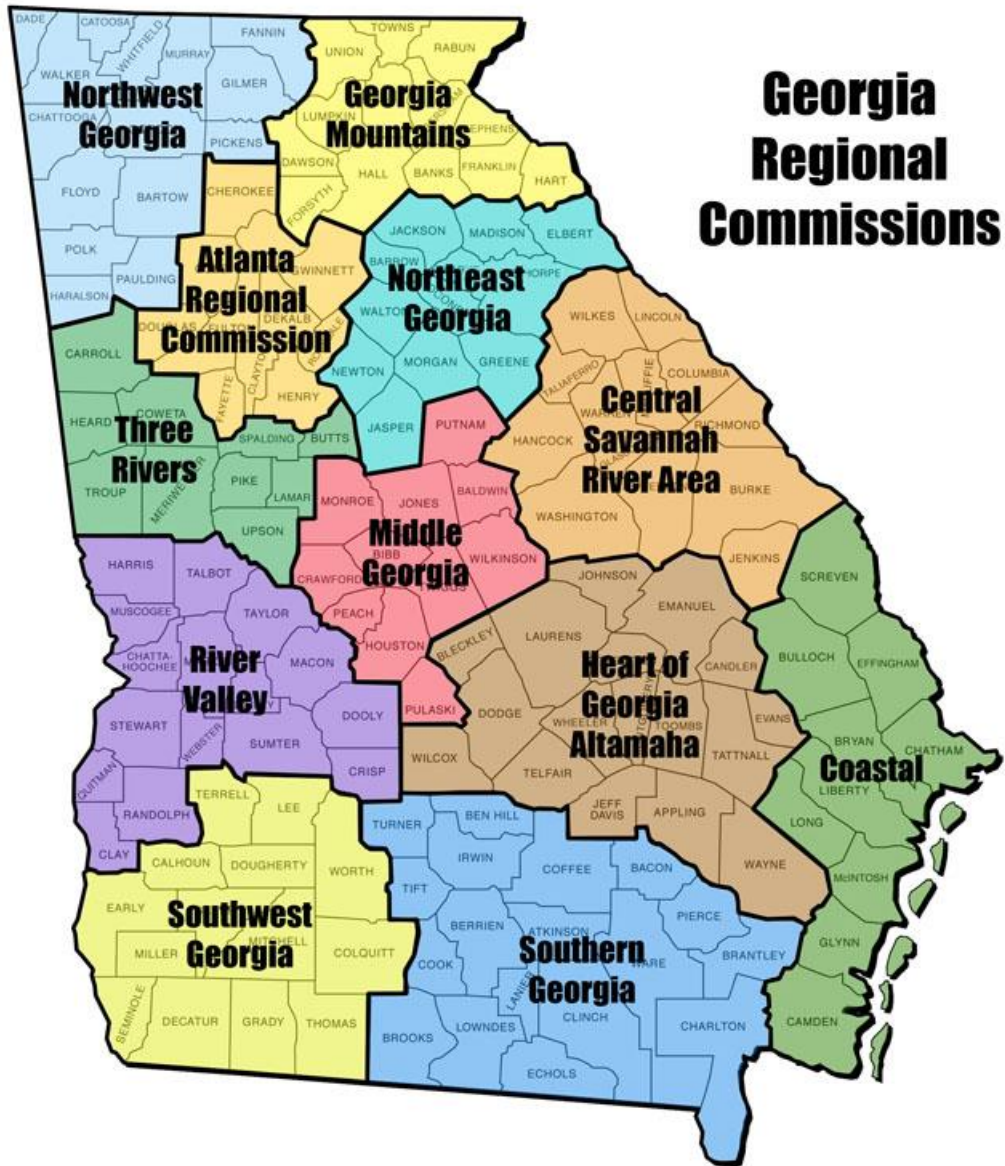 Georgia
Regional
Commissions
DADE
CATOOSA
WHITFIELD
MURRAY
FANNIN
WALKER
GILMER
CHATTOOGA
PICKENS
FLOYD
BARTOW
POLK
PAULDING
HARALSON
Northwest
Georgia
TOWNS
UNION
RABUN
LUMPKIN
DAWSON
FORSYTH
HALL
BANKS
FRANKLIN
HART
Georgia
Mountains
CHEROKEE
GWINNETT
DOUGLAS
FULTON
DEKALB
FAYETTE
CLAYTON
HENRY
Atlanta
Regional
Commission
JACKSON
MADISON
ELBERT
BARROW
WALTON
NEWTON
MORGAN
GREENE
JASPER
Northeast
Georgia
WILKES
LINCOLN
TALIAFERRO
COLUMBIA
WARREN
RICHMOND
HANCOCK
BURKE
WASHINGTON
JENKINS
Central
Savannah
River Area
CARROLL
HEARD
COWETA
SPALDING
BUTTS
TROUP
MERIWETHER
PIKE
LAMAR
UPSON
Three
Rivers
PUTNAM
MONROE
JONES
BALDWIN
BIBB
WILKINSON
CRAWFORD
PEACH
HOUSTON
PULASKI
Middle
Georgia
HARRIS
TALBOT
MUSCOGEE
TAYLOR
CHATTA-
HOOCHEE
MACON
STEWART
WEBSTER
SUMTER
DOOLY
CRISP
QUITMAN
RANDOLPH
CLAY
River
Valley
JOHNSON
EMANUEL
BLECKLEY
LAURENS
CANDLER
DODGE
WHEELER
TOOMBS
EVANS
TATTNALL
WILCOX
TELFAIR
JEFF
DAVIS
APPLING
WAYNE
Heart of
Georgia
Altamaha
SCREVEN
BULLOCH
EFFINGHAM
BRYAN
CHATHAM
LIBERTY
LONG
McINTOSH
GLYNN
CAMDEN
Coastal
TERRELL
LEE
CALHOUN
DOUGHERTY
WORTH
EARLY
MILLER
MITCHELL
COLQUITT
SEMINOLE
DECATUR
GRADY
THOMAS
Southwest
Georgia
TURNER
BEN HILL
IRWIN
COFFEE
BACON
TIFT
BERRIEN
ATKINSON
PIERCE
COOK
LANIER
WARE
BRANTLEY
CLINCH
BROOKS
LOWNDES
CHARLTON
ECHOLS
Southern
Georgia